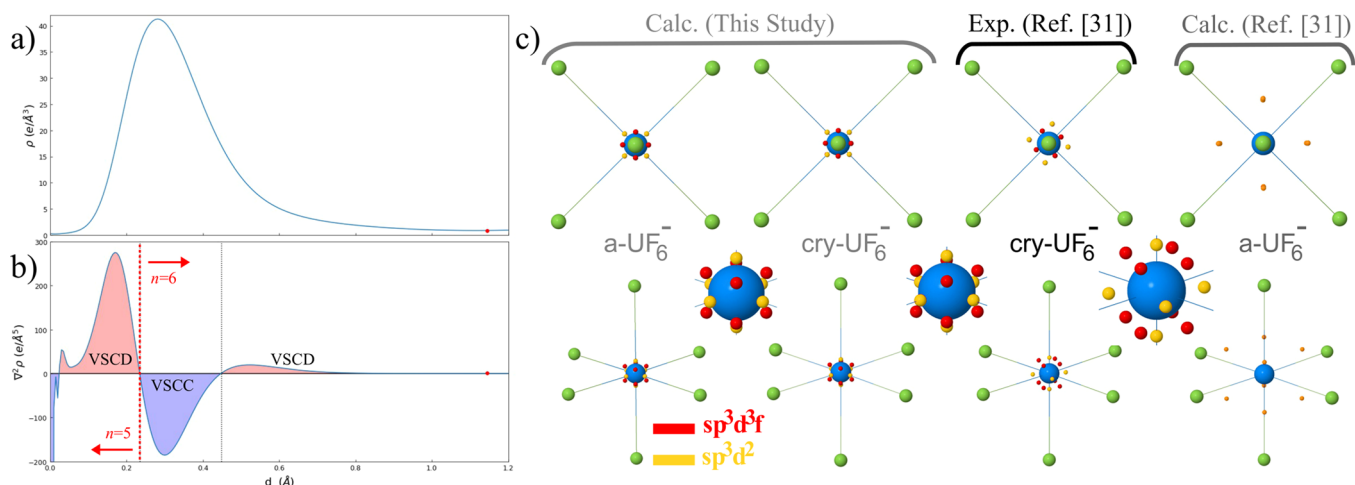 a)
ρ (e/Å³)
40
35
30
25
20
15
10
5
0
b)
∇²ρ (e/Å⁵)
300
200
100
0
−100
−200
n=6
VSCD
VSCD
VSCC
n=5
0.0 0.2 0.4 0.6 0.8 1.0 1.2
d (Å)
c)
Calc. (This Study)
Exp. (Ref. [31])
Calc. (Ref. [31])
a-UF₆⁻
cry-UF₆⁻
cry-UF₆⁻
a-UF₆⁻
sp³d³f
sp³d²